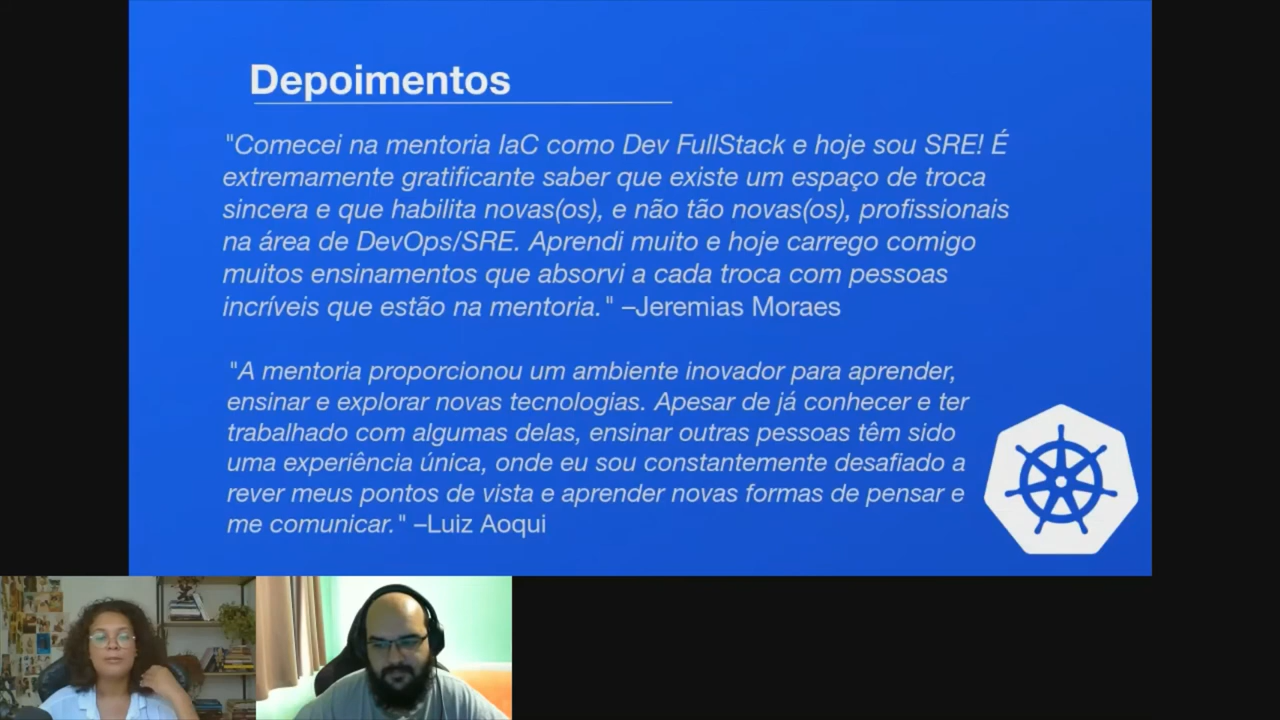 Depoimentos
"Comecei na mentoria IaC como Dev FullStack e hoje sou SRE! É
extremamente gratificante saber que existe um espaço de troca
sincera e que habilita novas(os), e não tão novas(os), profissionais
na área de DevOps/SRE. Aprendi muito e hoje carrego comigo
muitos ensinamentos que absorvi a cada troca com pessoas
incríveis que estão na mentoria." –Jeremias Moraes
"A mentoria proporcionou um ambiente inovador para aprender,
ensinar e explorar novas tecnologias. Apesar de já conhecer e ter
trabalhado com algumas delas, ensinar outras pessoas têm sido
uma experiência única, onde eu sou constantemente desafiado a
rever meus pontos de vista e aprender novas formas de pensar e
me comunicar." –Luiz Aoqui